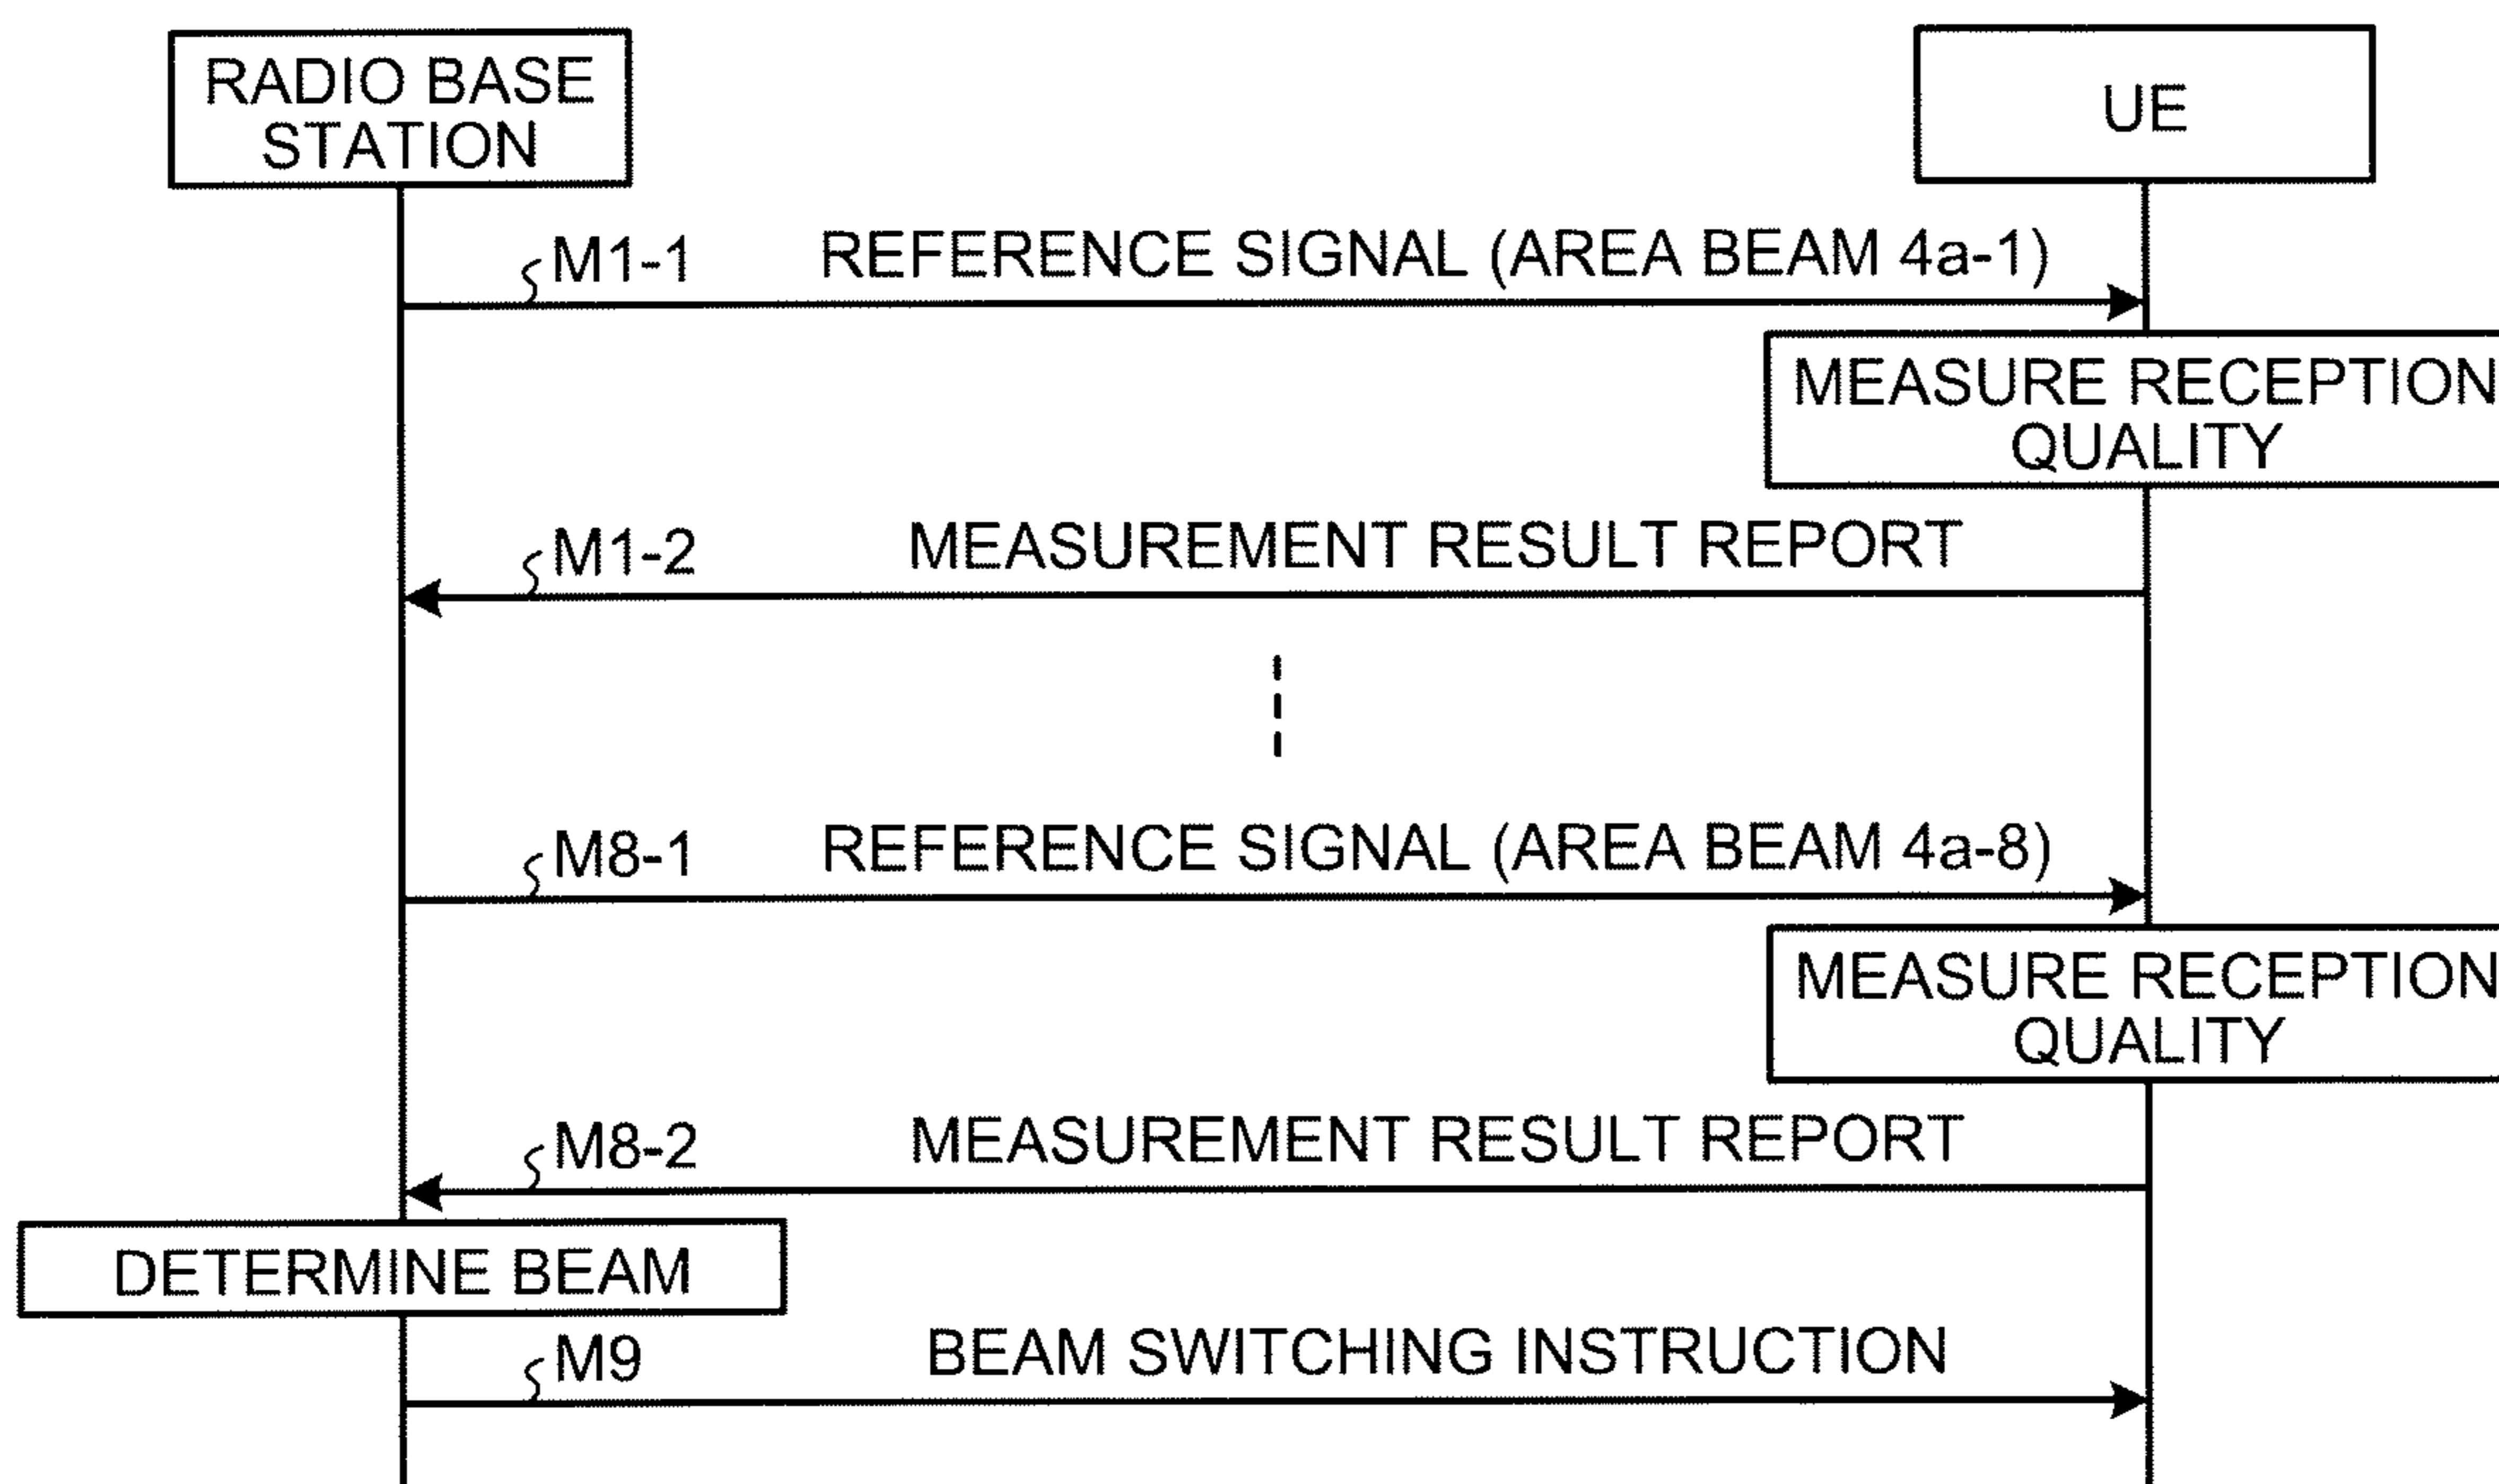 RADIO BASE
STATION
UE
M1-1
REFERENCE SIGNAL (AREA BEAM 4a-1)
MEASURE RECEPTION
QUALITY
M1-2
MEASUREMENT RESULT REPORT
M8-1
REFERENCE SIGNAL (AREA BEAM 4a-8)
MEASURE RECEPTION
QUALITY
M8-2
MEASUREMENT RESULT REPORT
DETERMINE BEAM
M9
BEAM SWITCHING INSTRUCTION